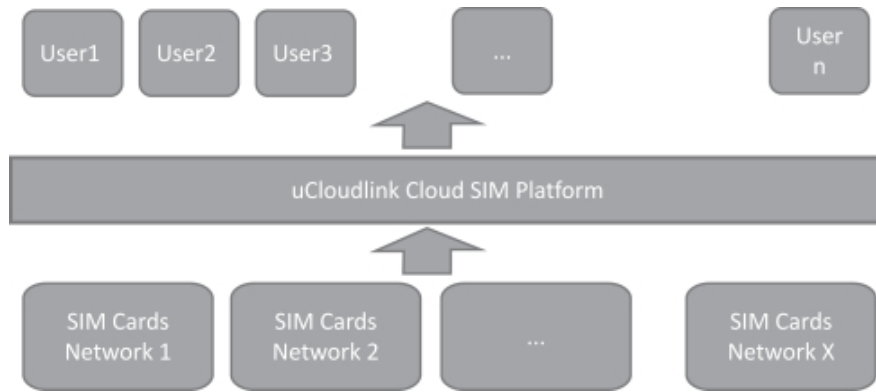 User1
User2
User3
...
User
n
uCloudlink Cloud SIM Platform
SIM Cards
Network 1
SIM Cards
Network 2
...
SIM Cards
Network X